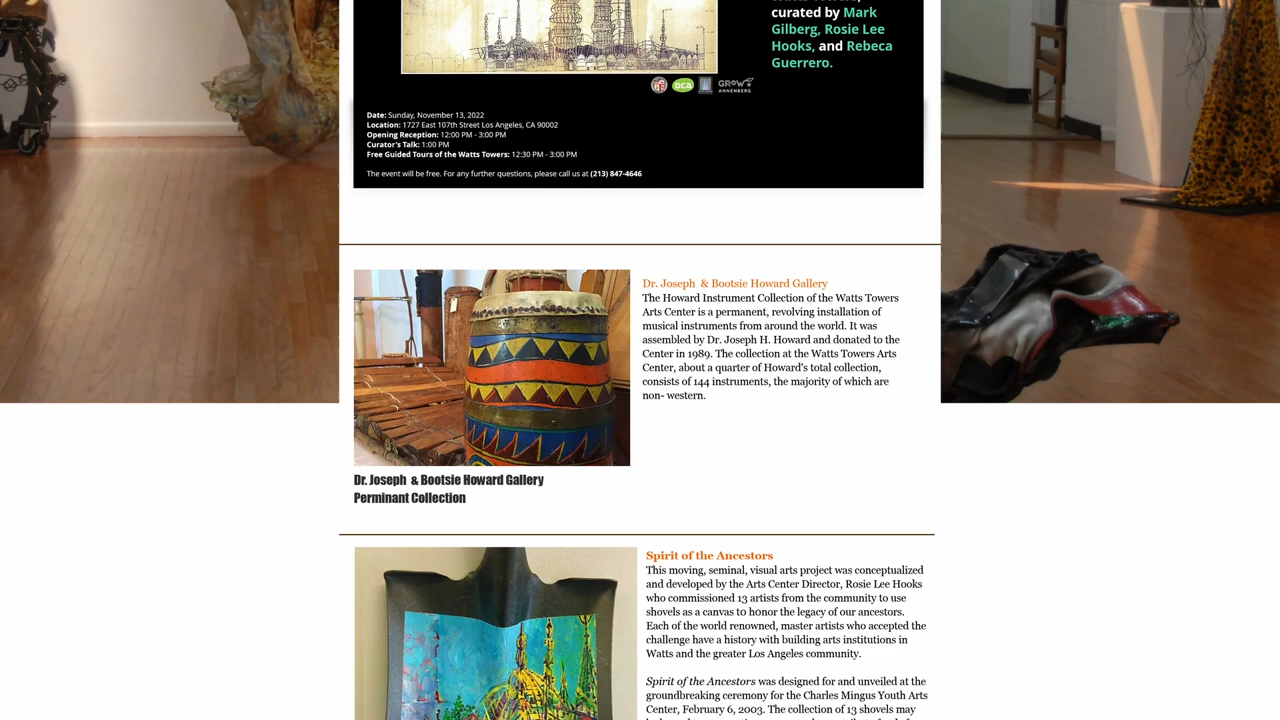 curated by Mark
Gilberg, Rosie Lee
Hooks, and Rebeca
Guerrero.
DCA
GROW
ANNENBERG
Date: Sunday, November 13, 2022
Location: 1727 East 107th Street Los Angeles, CA 90002
Opening Reception: 12:00 PM - 3:00 PM
Curator's Talk: 1:00 PM
Free Guided Tours of the Watts Towers: 12:30 PM - 3:00 PM
The event will be free. For any further questions, please call us at (213) 847-4646
Dr. Joseph & Bootsie Howard Gallery
The Howard Instrument Collection of the Watts Towers
Arts Center is a permanent, revolving installation of
musical instruments from around the world. It was
assembled by Dr. Joseph H. Howard and donated to the
Center in 1989. The collection at the Watts Towers Arts
Center, about a quarter of Howard's total collection,
consists of 144 instruments, the majority of which are
non- western.
Dr. Joseph & Bootsie Howard Gallery
Perminant Collection
Spirit of the Ancestors
This moving, seminal, visual arts project was conceptualized
and developed by the Arts Center Director, Rosie Lee Hooks
who commissioned 13 artists from the community to use
shovels as a canvas to honor the legacy of our ancestors.
Each of the world renowned, master artists who accepted the
challenge have a history with building arts institutions in
Watts and the greater Los Angeles community.
Spirit of the Ancestors was designed for and unveiled at the
groundbreaking ceremony for the Charles Mingus Youth Arts
Center, February 6, 2003. The collection of 13 shovels may